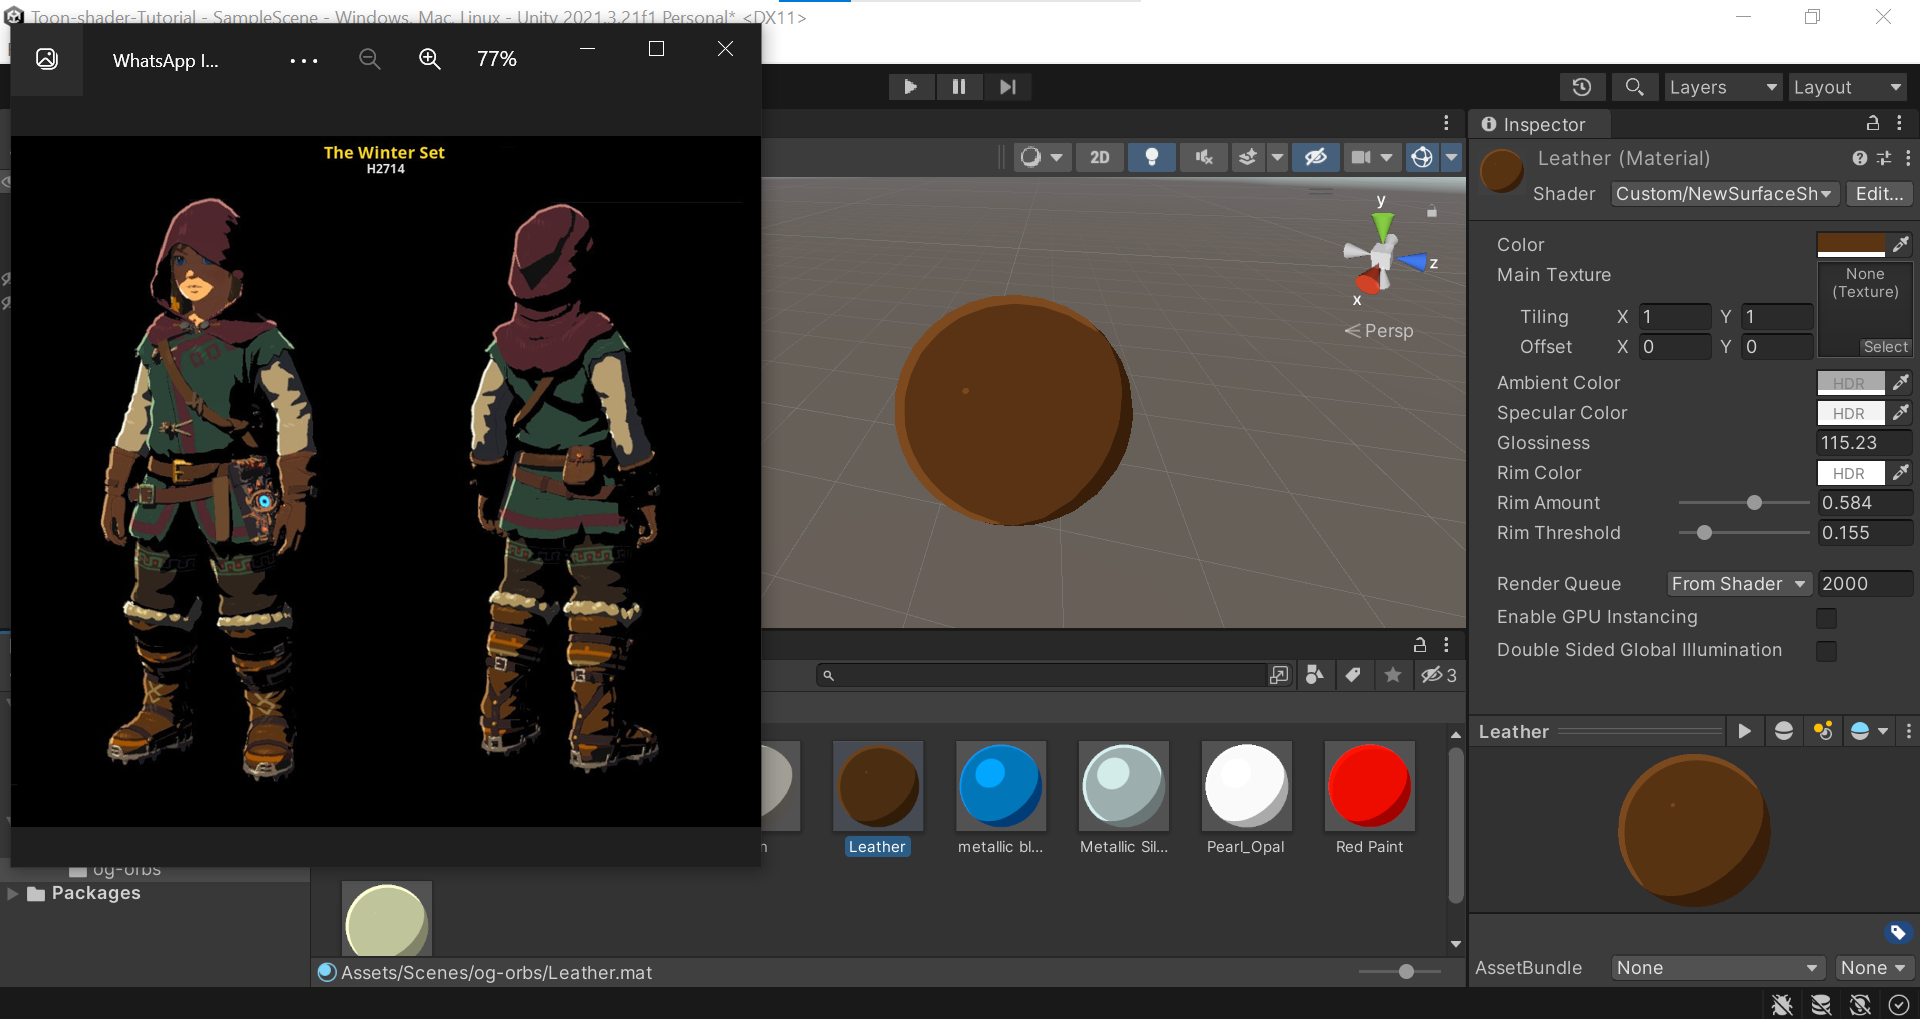 Toon-shader-Tutorial - SampleScene - Windows, Mac, Linux - Unity 2021.3.21f1 Personal* <DX11>
WhatsApp I...
77%
The Winter Set
H2714
Layers
Layout
2D
y
z
x
Persp
Inspector
Leather (Material)
Shader
Custom/NewSurfaceSh
Edit...
Color
Main Texture
None
(Texture)
Tiling X 1 Y 1
Offset X 0 Y 0
Select
Ambient Color HDR
Specular Color HDR
Glossiness 115.23
Rim Color HDR
Rim Amount 0.584
Rim Threshold 0.155
Render Queue From Shader 2000
Enable GPU Instancing
Double Sided Global Illumination
3
Leather
metallic bl...
Metallic Sil...
Pearl_Opal
Red Paint
og-orbs
Packages
Assets/Scenes/og-orbs/Leather.mat
Leather
AssetBundle None None